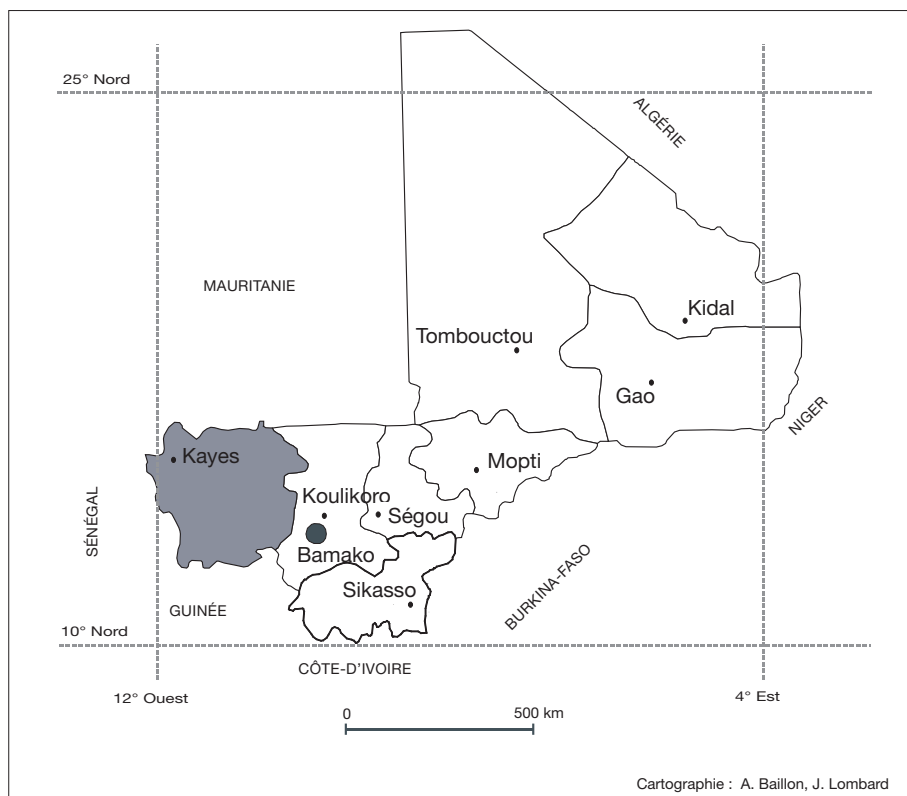 25° Nord
ALGÉRIE
MAURITANIE
Kidal
Tombouctou
Gao
NIGER
Kayes
Mopti
Koulikoro
Ségou
SÉNÉGAL
Bamako
BURKINA-FASO
Sikasso
GUINÉE
10° Nord
CÔTE-D'IVOIRE
12° Ouest
4° Est
0 500 km
Cartographie : A. Baillon, J. Lombard